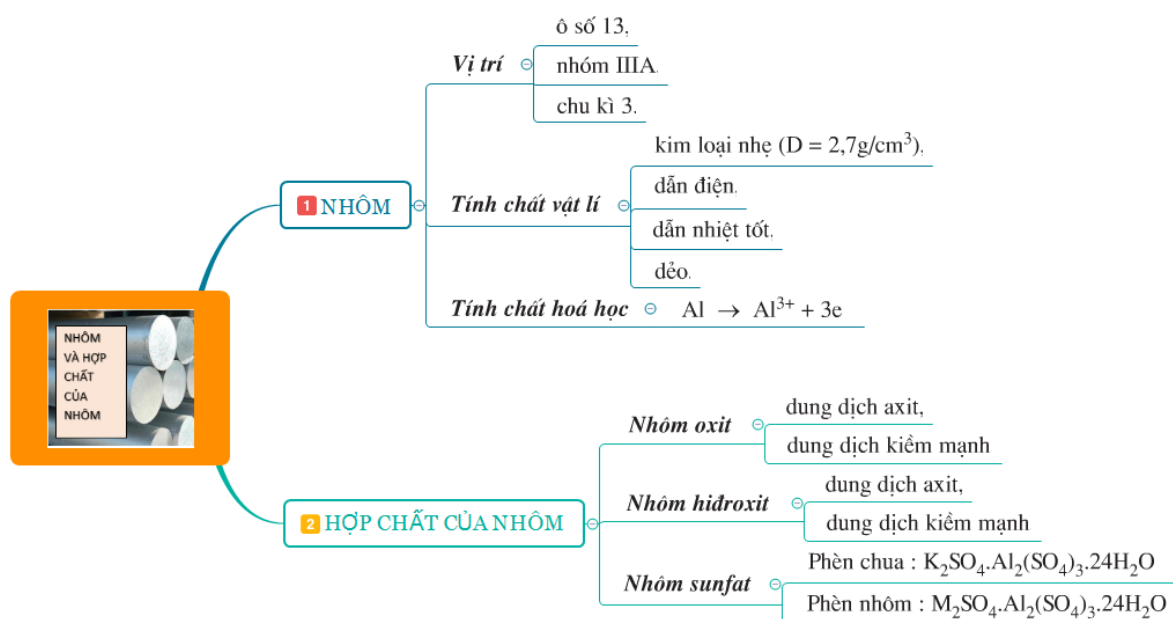 NHÔM
VÀ HỢP
CHẤT
CỦA
NHÔM
1 NHÔM
Vị trí
ô số 13,
nhóm IIIA.
chu kì 3.
Tính chất vật lí
kim loại nhẹ (D = 2,7g/cm³),
dẫn điện.
dẫn nhiệt tốt,
dẻo.
Tính chất hoá học
Al → Al³⁺ + 3e
2 HỢP CHẤT CỦA NHÔM
Nhôm oxit
dung dịch axit,
dung dịch kiềm mạnh
Nhôm hiđroxit
dung dịch axit,
dung dịch kiềm mạnh
Nhôm sunfat
Phèn chua : K₂SO₄.Al₂(SO₄)₃.24H₂O
Phèn nhôm : M₂SO₄.Al₂(SO₄)₃.24H₂O